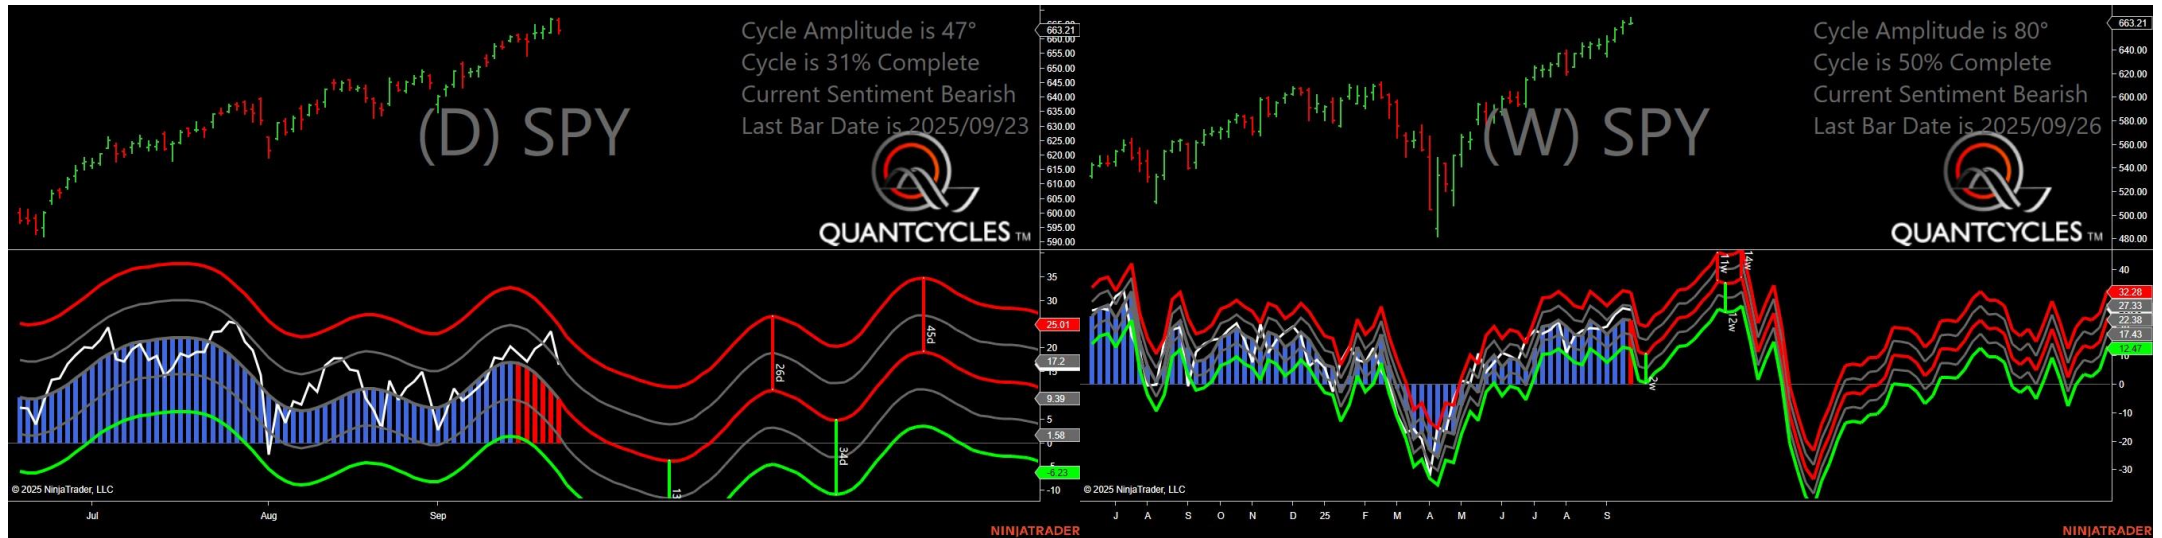 Cycle Amplitude is 47°
Cycle is 31% Complete
Current Sentiment Bearish
Last Bar Date is 2025/09/23
(D) SPY
QUANTCYCLES TM
663.21
660.00
655.00
650.00
645.00
640.00
635.00
630.00
625.00
620.00
615.00
610.00
605.00
600.00
595.00
590.00
35
30
25.01
20
17.2
15
9.39
5
1.58
0
-6.23
-10
13
26d
34d
45d
© 2025 NinjaTrader, LLC
Jul
Aug
Sep
NINJATRADER
Cycle Amplitude is 80°
Cycle is 50% Complete
Current Sentiment Bearish
Last Bar Date is 2025/09/26
(W) SPY
QUANTCYCLES TM
663.21
640.00
620.00
600.00
580.00
560.00
540.00
520.00
500.00
480.00
40
32.28
27.33
22.38
17.43
12.47
10
0
-10
-20
-30
2w
11w
12w
14w
© 2025 NinjaTrader, LLC
J A S O N D 25 F M A M J J A S
NINJATRADER